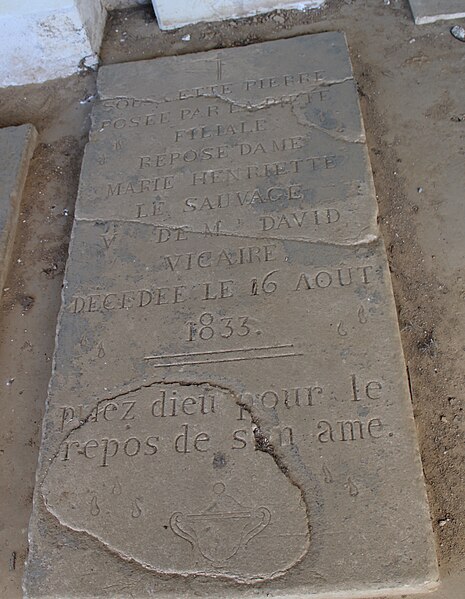 SOUS CETTE PIERRE
POSEE PAR LA PIETE
FILIALE
REPOSE DAME
MARIE HENRIETTE
LE SAUVAGE
Vᵉ DE Mʳ DAVID
VICAIRE
DECEDEE LE 16 AOUT
1833.
priez dieu pour le
repos de son ame.